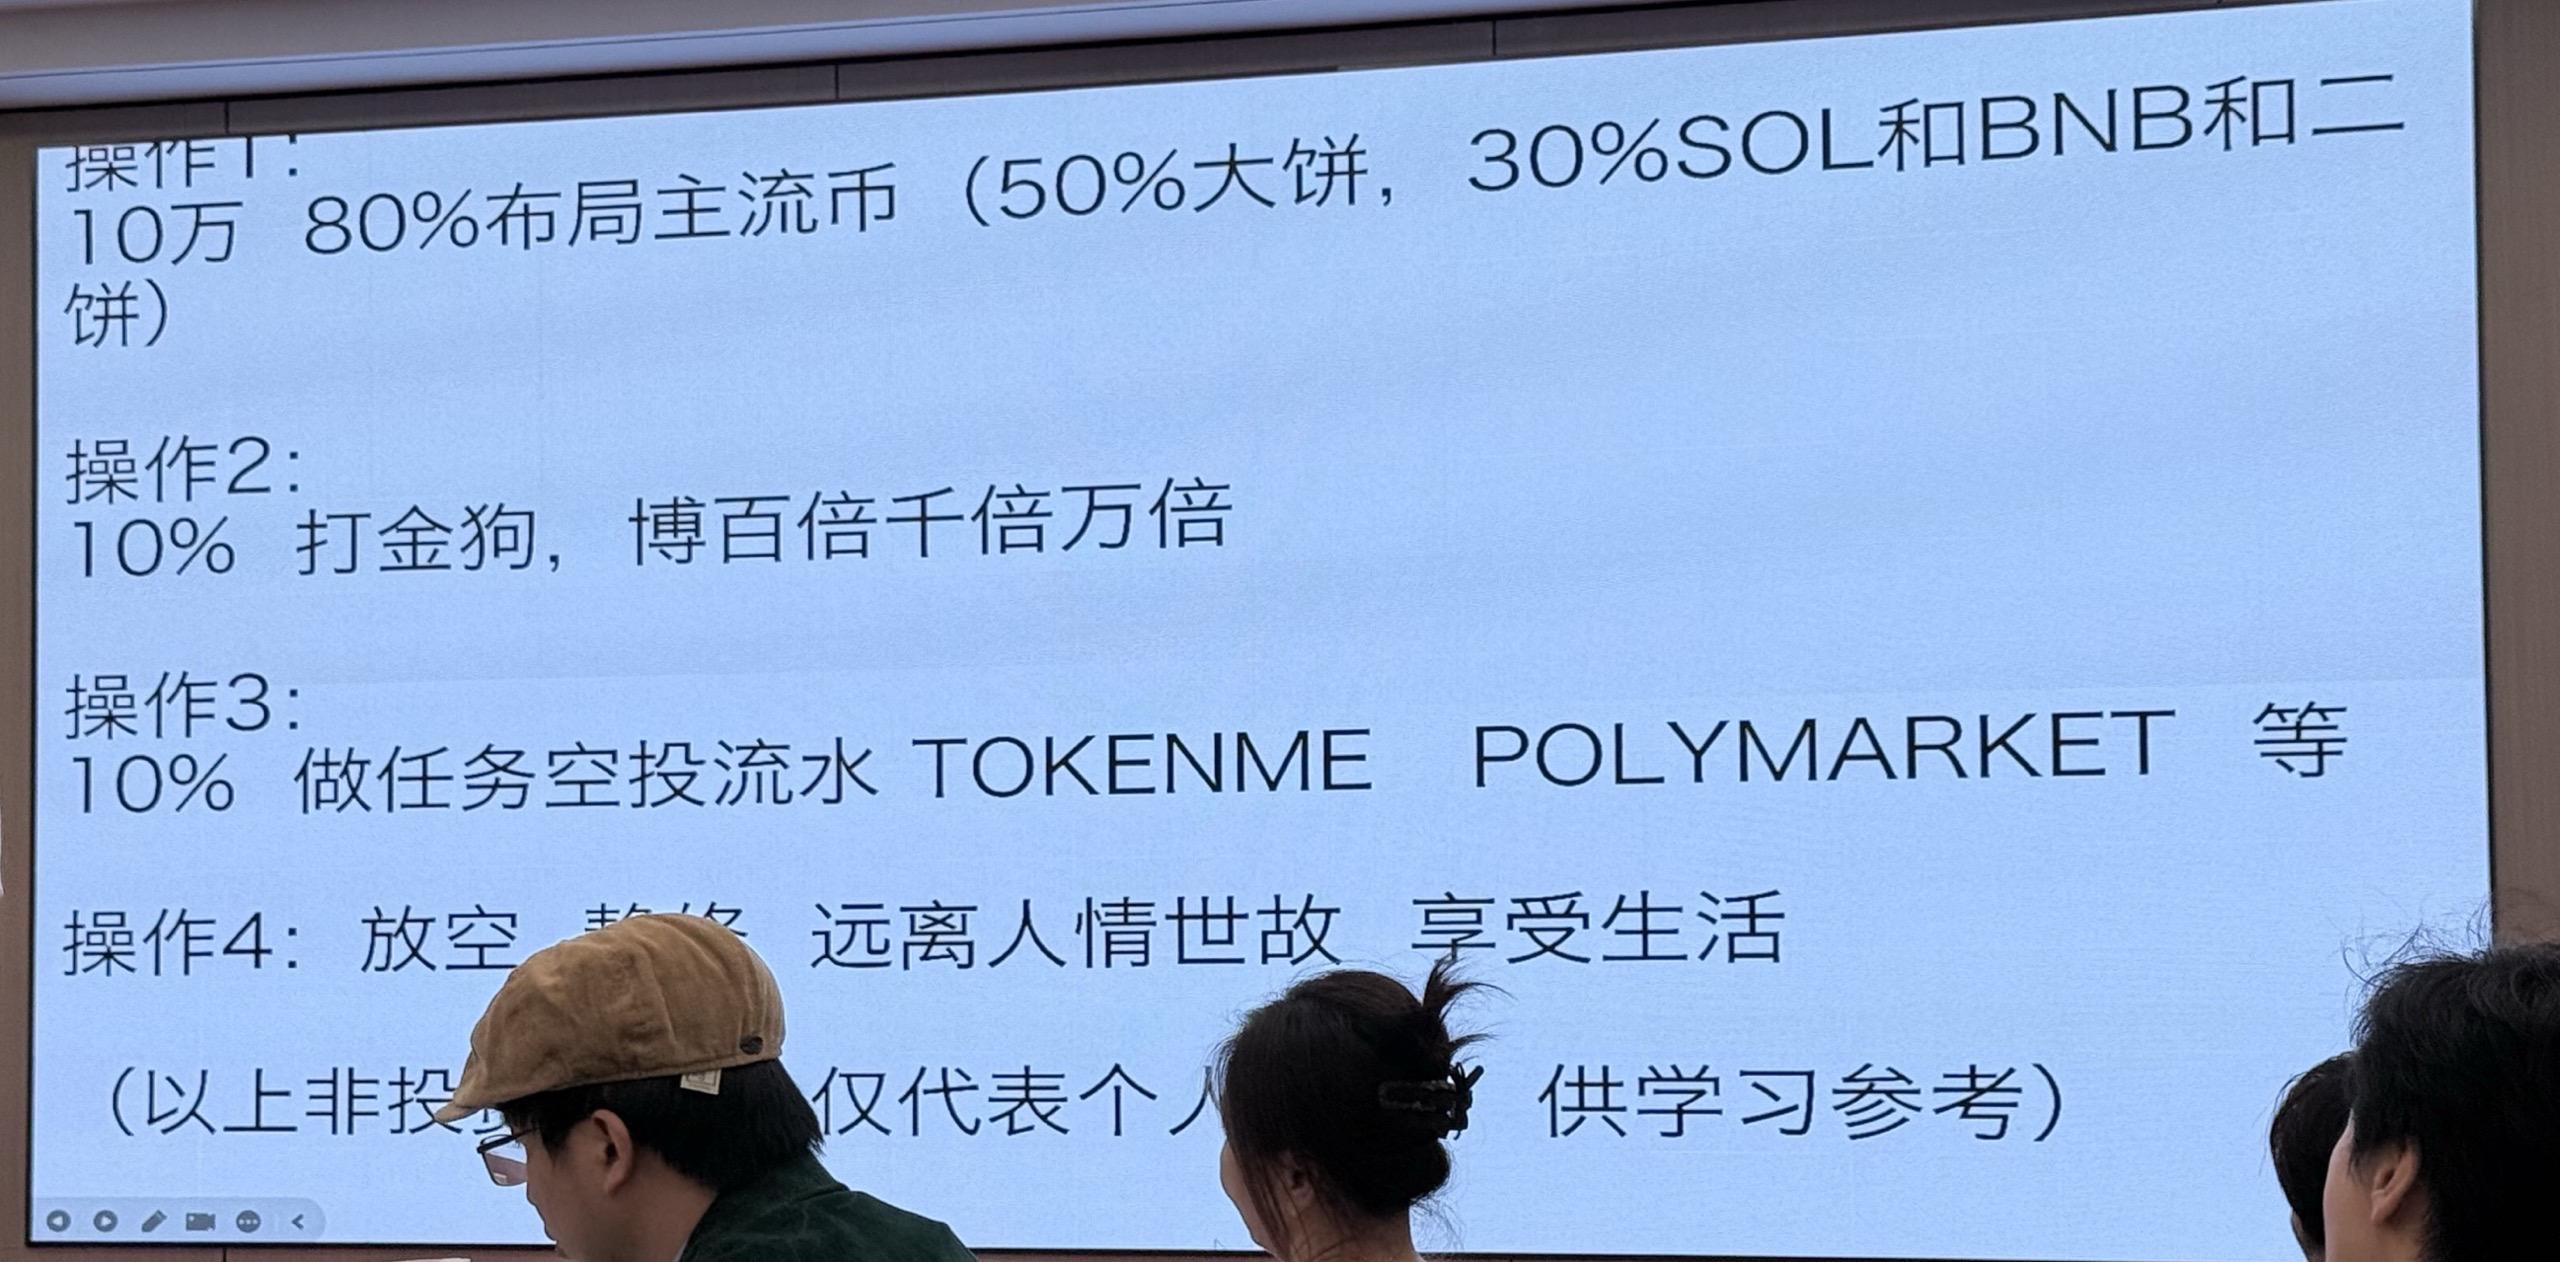 操作1：
10万 80%布局主流币（50%大饼，30%SOL和BNB和二
饼）
操作2：
10% 打金狗，博百倍千倍万倍
操作3：
10% 做任务空投流水 TOKENME POLYMARKET 等
操作4：放空 远离人情世故 享受生活
（以上非投 仅代表个人 供学习参考）